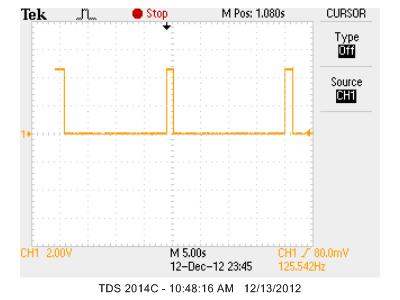 Tek Stop M Pos: 1.080s CURSOR
Type
Off
Source
CH1
1
CH1 2.00V M 5.00s CH1 / 80.0mV
12-Dec-12 23:45 125.542Hz
TDS 2014C - 10:48:16 AM 12/13/2012